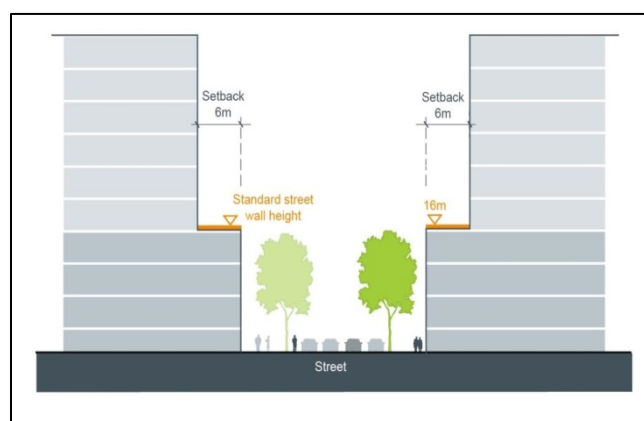 Setback
6m
Setback
6m
Standard street
wall height
16m
Street